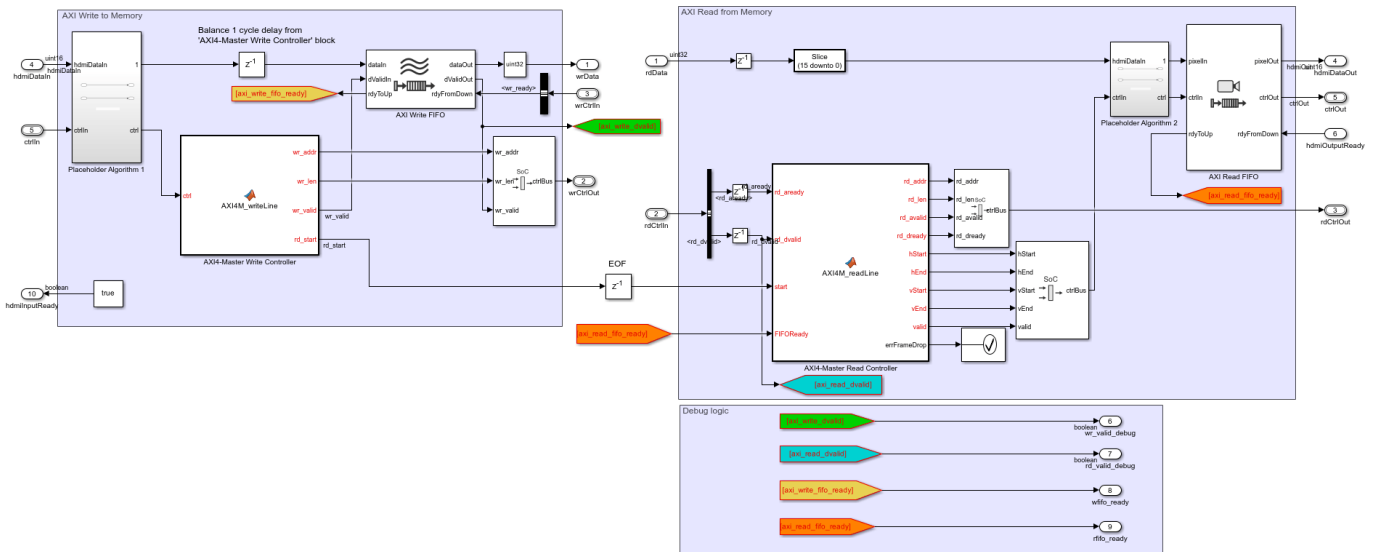 AXI Write to Memory
Balance 1 cycle delay from
'AXI4-Master Write Controller' block
4
uint16
hdmiDataIn
hdmiDataIn
hdmiDataIn
1
z-1
dataIn
dataOut
dValidIn
dValidOut
rdyToUp
rdyFromDown
AXI Write FIFO
uint32
1
wrData
<wr_ready>
3
wrCtrlIn
[axi_write_fifo_ready]
[axi_write_dvalid]
5
ctrlIn
ctrlIn
ctrl
Placeholder Algorithm 1
ctrl
AXI4M_writeLine
wr_addr
wr_len
wr_valid
rd_start
wr_valid
rd_start
AXI4-Master Write Controller
wr_addr
wr_len
wr_valid
SoC
ctrlBus
2
wrCtrlOut
boolean
10
hdmiInputReady
true
EOF
z-1
[axi_read_fifo_ready]
AXI Read from Memory
1
uint32
rdData
z-1
Slice
(15 downto 0)
hdmiDataIn
1
ctrlIn
ctrl
Placeholder Algorithm 2
pixelIn
pixelOut
ctrlIn
ctrlOut
rdyToUp
rdyFromDown
AXI Read FIFO
uint16
4
hdmiDataOut
ctrlOut
5
ctrlOut
6
hdmiOutputReady
[axi_read_fifo_ready]
2
rdCtrlIn
z-1
rd_aready
<rd_aready>
z-1
<rd_dvalid>
rd_aready
rd_dvalid
start
FIFOReady
AXI4M_readLine
rd_addr
rd_len
rd_avalid
rd_dready
hStart
hEnd
vStart
vEnd
valid
errFrameDrop
AXI4-Master Read Controller
rd_addr
rd_len
rd_avalid
rd_dready
SoC
ctrlBus
3
rdCtrlOut
hStart
hEnd
vStart
vEnd
valid
SoC
ctrlBus
[axi_read_dvalid]
Debug logic
[axi_write_dvalid]
6
boolean
wr_valid_debug
[axi_read_dvalid]
7
boolean
rd_valid_debug
[axi_write_fifo_ready]
8
wfifo_ready
[axi_read_fifo_ready]
9
rfifo_ready